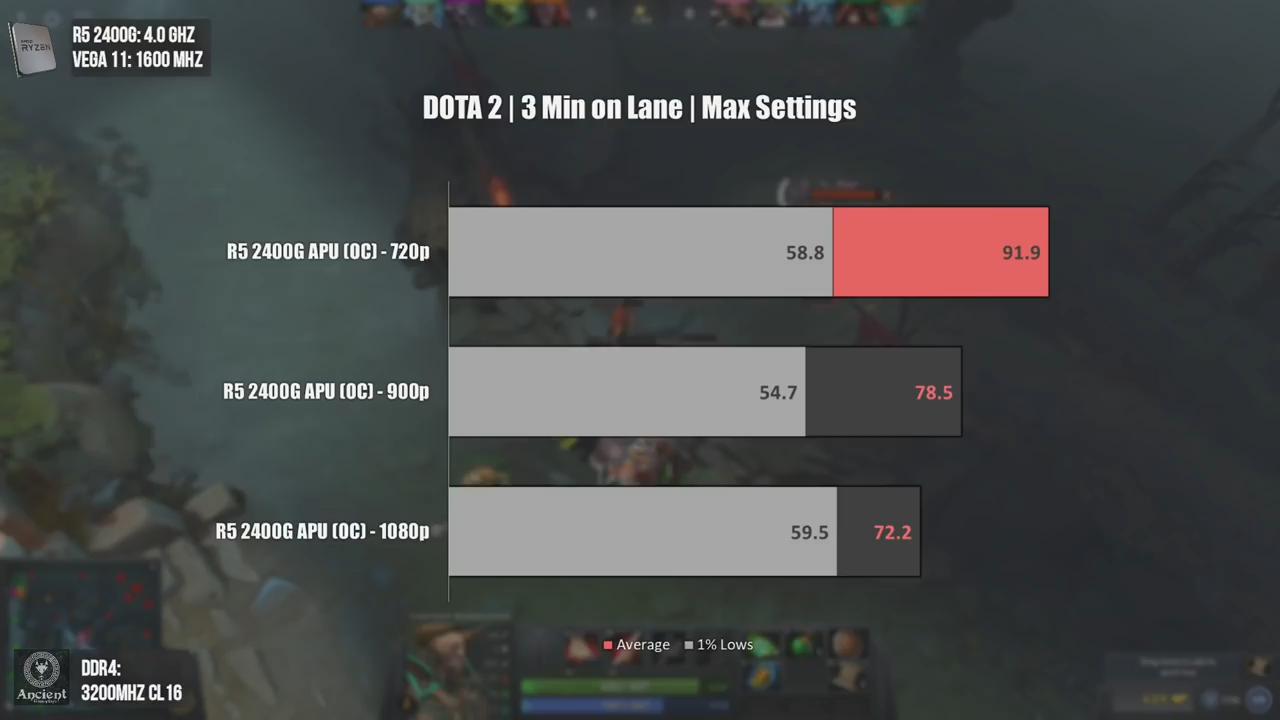 R5 2400G: 4.0 GHZ
VEGA 11: 1600 MHZ
RYZEN
DOTA 2 | 3 Min on Lane | Max Settings
R5 2400G APU (OC) - 720p
58.8
91.9
R5 2400G APU (OC) - 900p
54.7
78.5
R5 2400G APU (OC) - 1080p
59.5
72.2
Average
1% Lows
DDR4:
3200MHZ CL16
Ancient